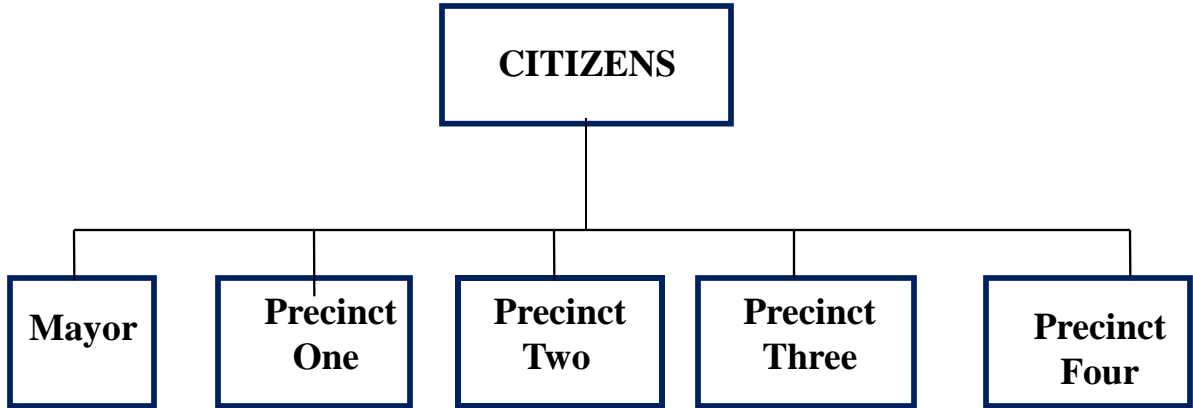 CITIZENS
Mayor
Precinct
One
Precinct
Two
Precinct
Three
Precinct
Four